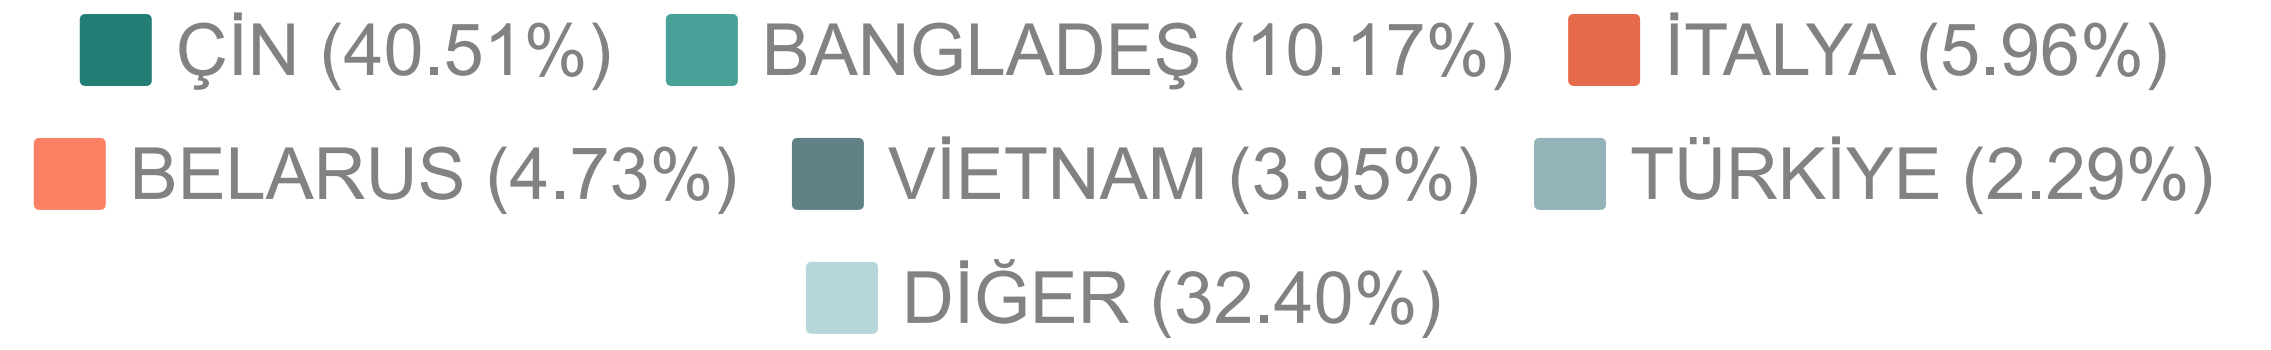 ÇİN (40.51%) BANGLADEŞ (10.17%) İTALYA (5.96%)
BELARUS (4.73%) VİETNAM (3.95%) TÜRKİYE (2.29%)
DİĞER (32.40%)